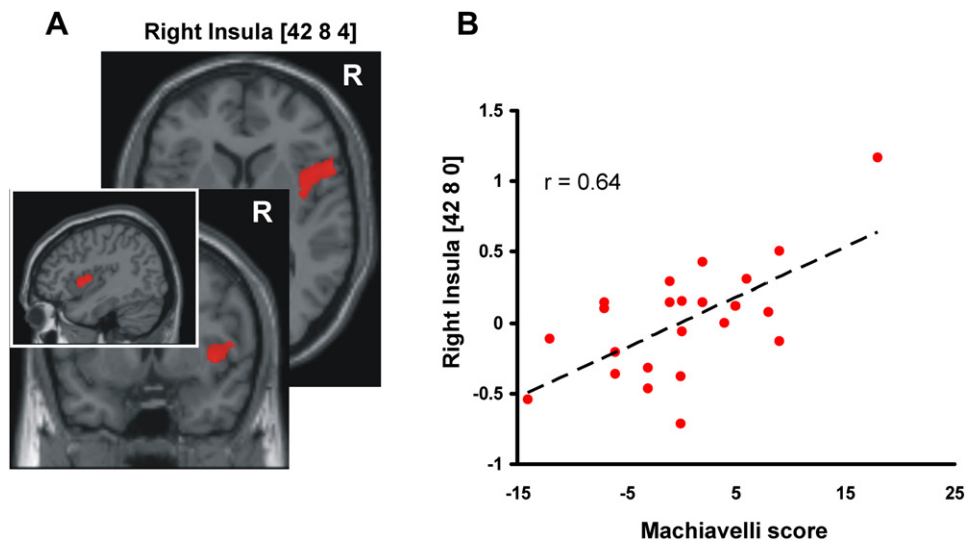 A
Right Insula [42 8 4]
R
R
B
Right Insula [42 8 0]
1.5
1
0.5
0
-0.5
-1
r = 0.64
-15 -5 5 15 25
Machiavelli score